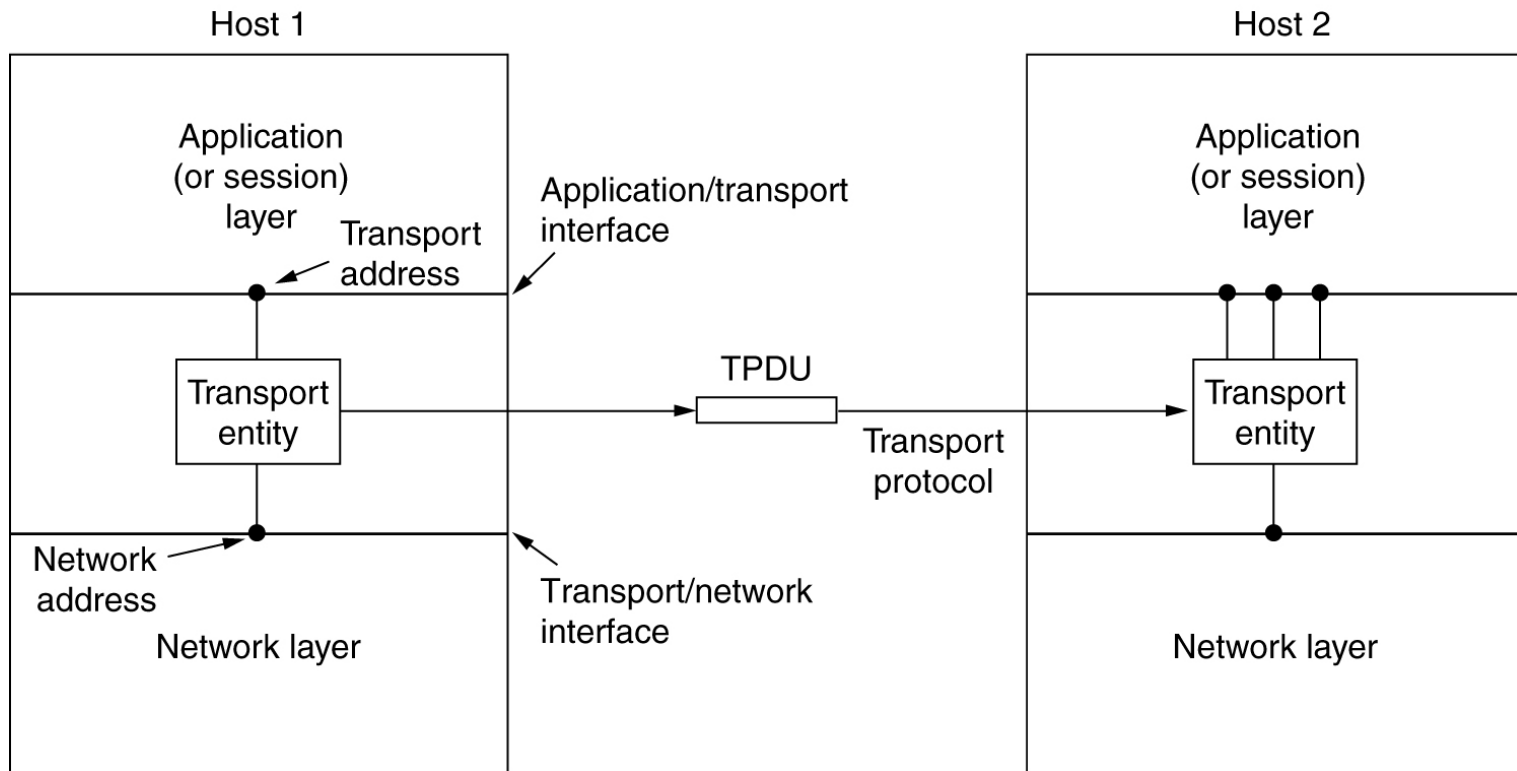 Host 1
Host 2
Application
(or session)
layer
Transport
address
Application/transport
interface
Application
(or session)
layer
Transport
entity
TPDU
Transport
protocol
Transport
entity
Network
address
Network layer
Transport/network
interface
Network layer